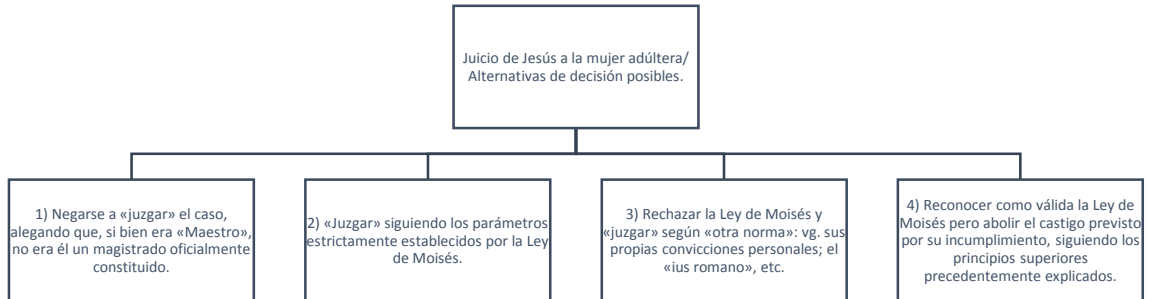 Juicio de Jesús a la mujer adúltera/
Alternativas de decisión posibles.
1) Negarse a «juzgar» el caso,
alegando que, si bien era «Maestro»,
no era él un magistrado oficialmente
constituido.
2) «Juzgar» siguiendo los parámetros
estrictamente establecidos por la Ley
de Moisés.
3) Rechazar la Ley de Moisés y
«juzgar» según «otra norma»: vg. sus
propias convicciones personales; el
«ius romano», etc.
4) Reconocer como válida la Ley de
Moisés pero abolir el castigo previsto
por su incumplimiento, siguiendo los
principios superiores
precedentemente explicados.